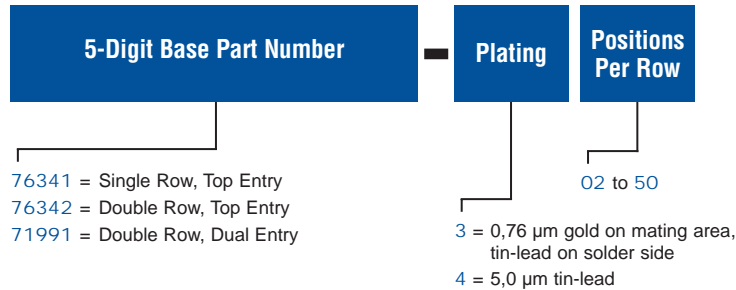 5-Digit Base Part Number
-
Plating
Positions
Per Row
76341 = Single Row, Top Entry
76342 = Double Row, Top Entry
71991 = Double Row, Dual Entry
02 to 50
3 = 0,76 µm gold on mating area,
tin-lead on solder side
4 = 5,0 µm tin-lead